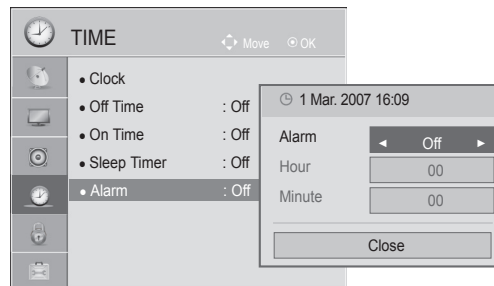 TIME
Move OK
• Clock
• Off Time : Off
• On Time : Off
• Sleep Timer : Off
• Alarm : Off
1 Mar. 2007 16:09
Alarm ◄ Off ►
Hour 00
Minute 00
Close